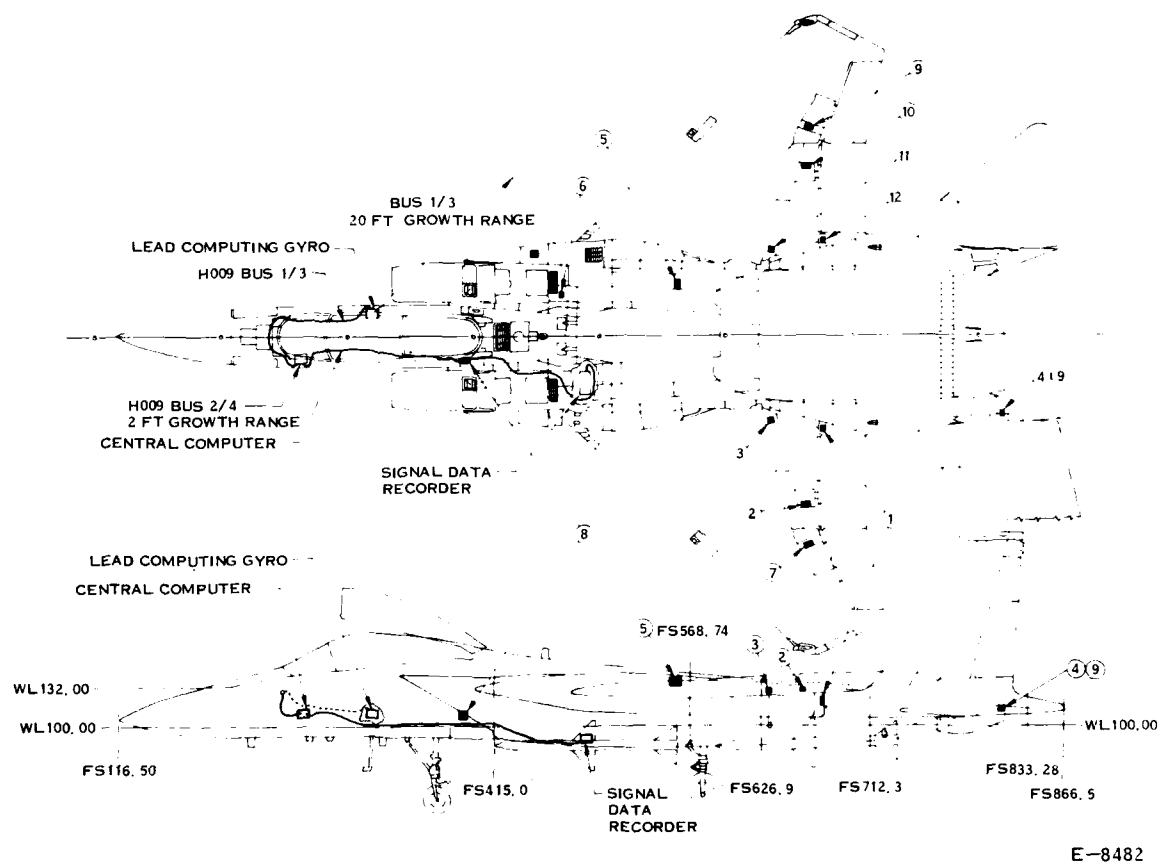 9
10
5
11
6
BUS 1/3
20 FT GROWTH RANGE
12
LEAD COMPUTING GYRO
H009 BUS 1/3
4 & 9
H009 BUS 2/4
2 FT GROWTH RANGE
CENTRAL COMPUTER
3
SIGNAL DATA
RECORDER
2
1
8
7
LEAD COMPUTING GYRO
CENTRAL COMPUTER
5 FS568.74
3
2
4 9
WL132.00
WL100.00
WL100.00
FS116.50
FS415.0
SIGNAL
DATA
RECORDER
FS626.9
FS712.3
FS833.28
FS866.5
E-8482